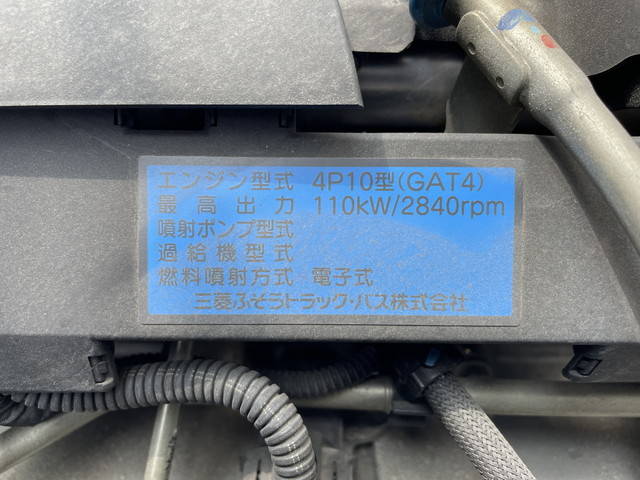 エンジン型式 4P10型(GAT4)
最高出力 110kW/2840rpm
噴射ポンプ型式
過給機型式
燃料噴射方式 電子式
三菱ふそうトラック・バス株式会社